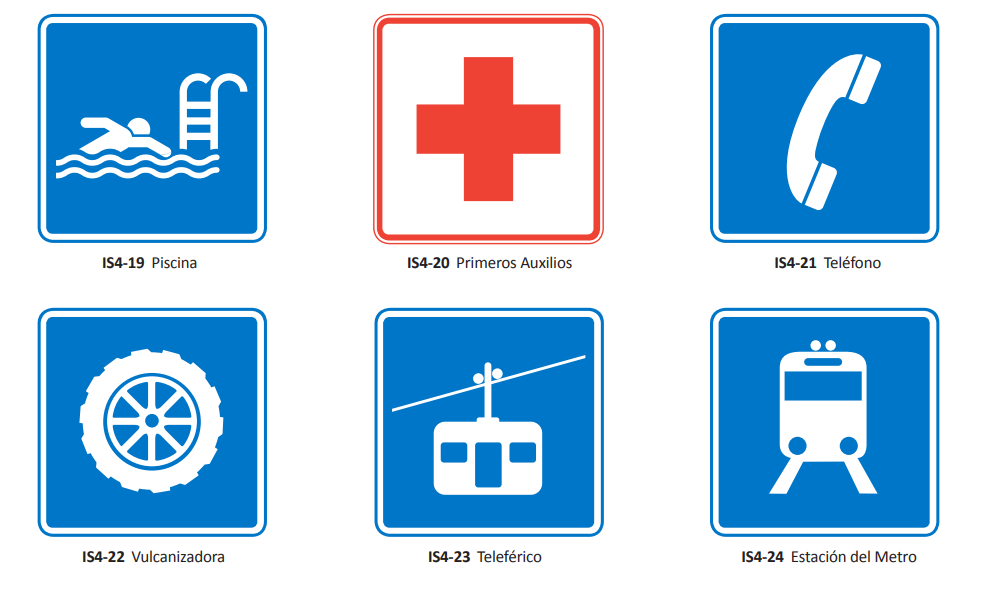 IS4-19 Piscina
IS4-20 Primeros Auxilios
IS4-21 Teléfono
IS4-22 Vulcanizadora
IS4-23 Teleférico
IS4-24 Estación del Metro